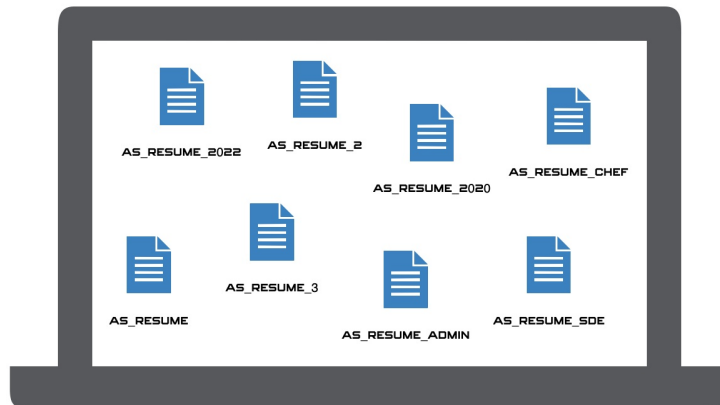 AS_RESUME_2022
AS_RESUME_2
AS_RESUME_2020
AS_RESUME_CHEF
AS_RESUME
AS_RESUME_3
AS_RESUME_ADMIN
AS_RESUME_SDE